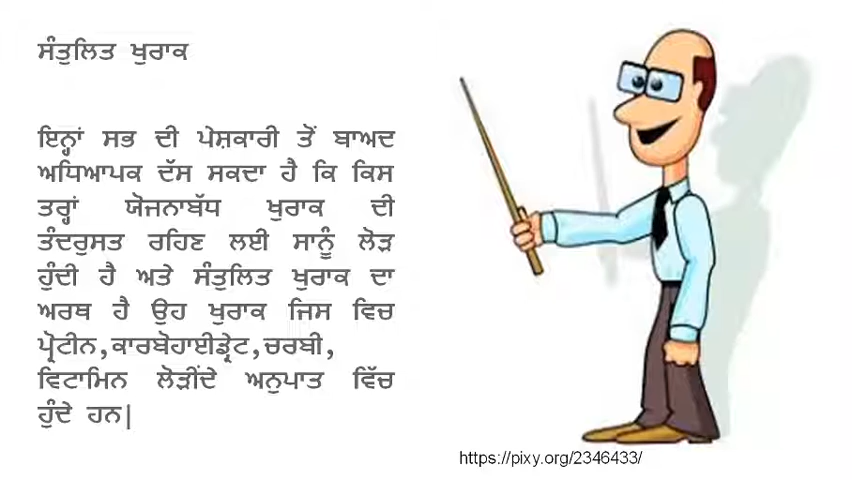 ਸੰਤੁਲਿਤ ਖੁਰਾਕ
ਇਨ੍ਹਾਂ ਸਭ ਦੀ ਪੇਸ਼ਕਾਰੀ ਤੋਂ ਬਾਅਦ
ਅਧਿਆਪਕ ਦੱਸ ਸਕਦਾ ਹੈ ਕਿ ਕਿਸ
ਤਰ੍ਹਾਂ ਯੋਜਨਾਬੱਧ ਖੁਰਾਕ ਦੀ
ਤੰਦਰੁਸਤ ਰਹਿਣ ਲਈ ਸਾਨੂੰ ਲੋੜ
ਹੁੰਦੀ ਹੈ ਅਤੇ ਸੰਤੁਲਿਤ ਖੁਰਾਕ ਦਾ
ਅਰਥ ਹੈ ਉਹ ਖੁਰਾਕ ਜਿਸ ਵਿਚ
ਪ੍ਰੋਟੀਨ,ਕਾਰਬੋਹਾਈਡ੍ਰੇਟ,ਚਰਬੀ,
ਵਿਟਾਮਿਨ ਲੋੜੀਂਦੇ ਅਨੁਪਾਤ ਵਿੱਚ
ਹੁੰਦੇ ਹਨ|
https://pixy.org/2346433/